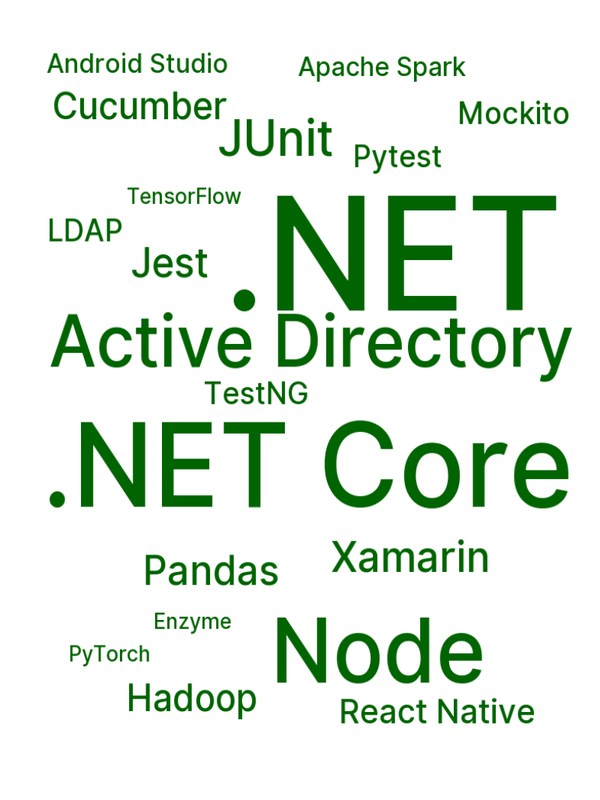 Android Studio
Apache Spark
Cucumber
Mockito
JUnit
Pytest
TensorFlow
.NET
LDAP
Jest
Active Directory
TestNG
.NET Core
Xamarin
Pandas
Enzyme
Node
PyTorch
Hadoop
React Native